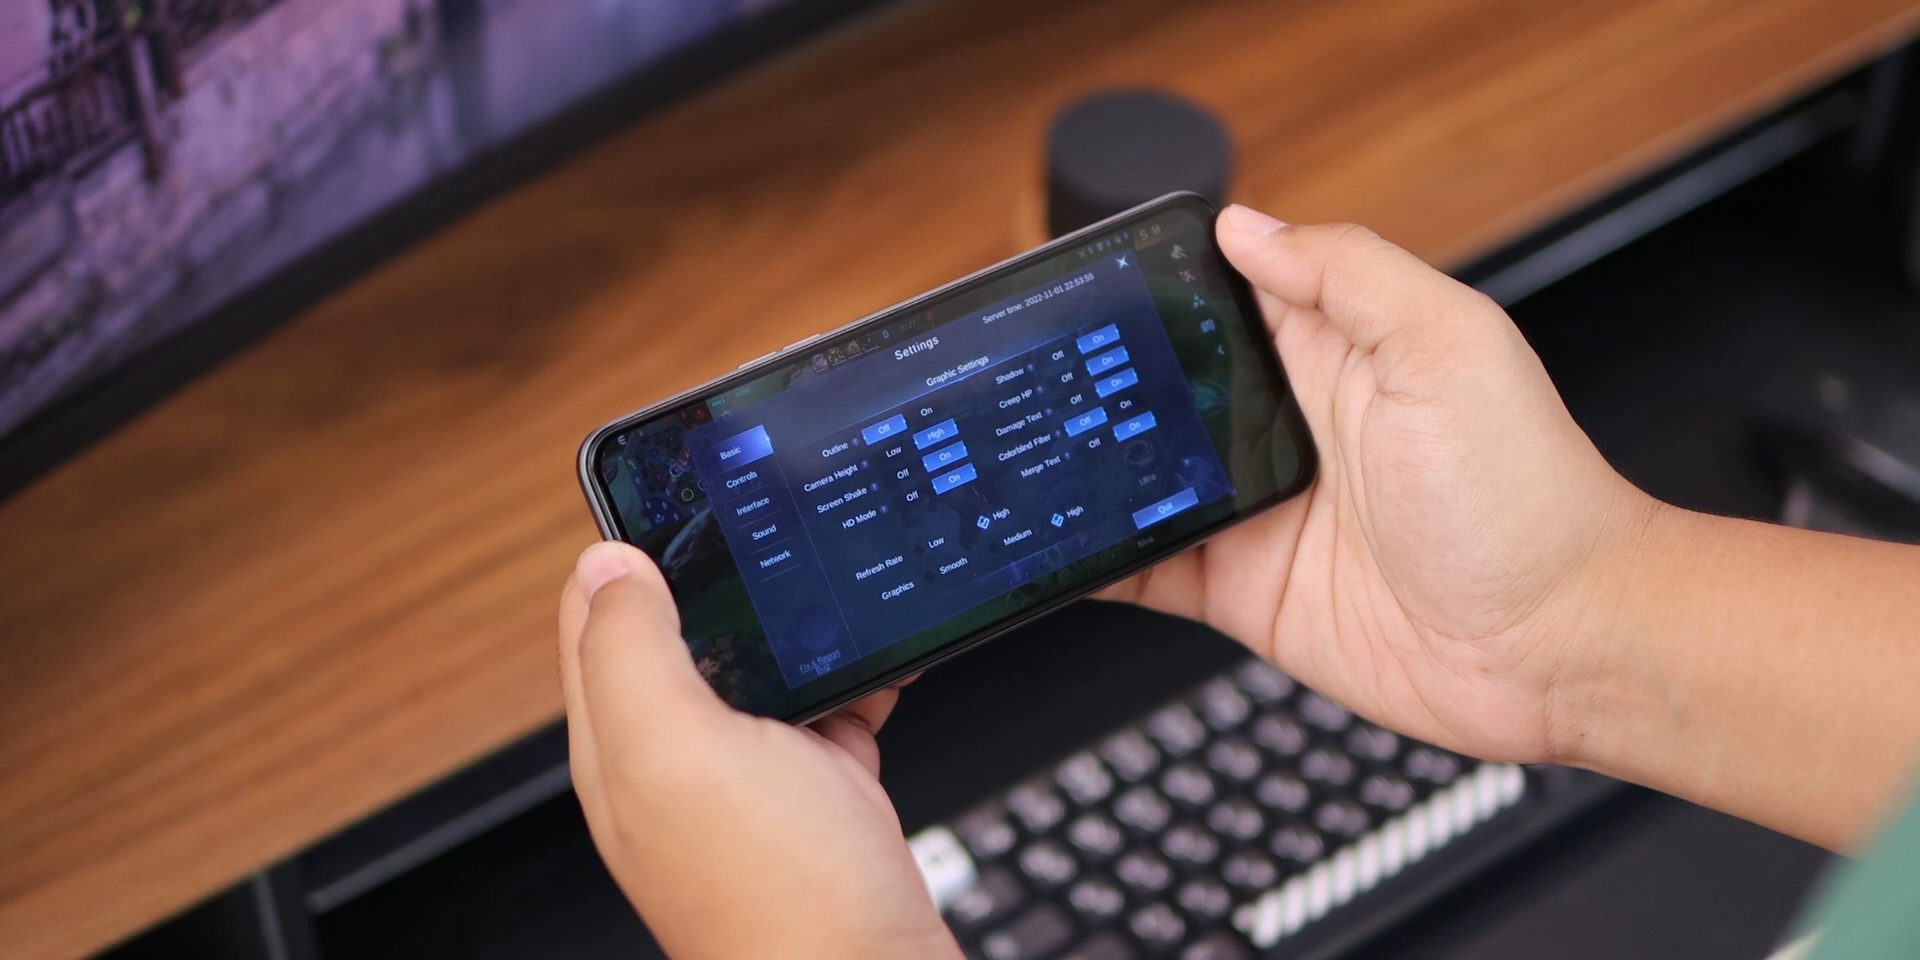 Settings
Server time: 2022-11-01 22:53:55
Graphic Settings
Basic
Controls
Interface
Sound
Network
Fix & Report
Outline Off On
Camera Height Low High
Screen Shake Off On
HD Mode Off On
Shadow Off On
Creep HP Off On
Damage Text Off On
Colorblind Filter Off On
Merge Text Off On
Refresh Rate Low High
Graphics Smooth Medium High
Ultra
Quit